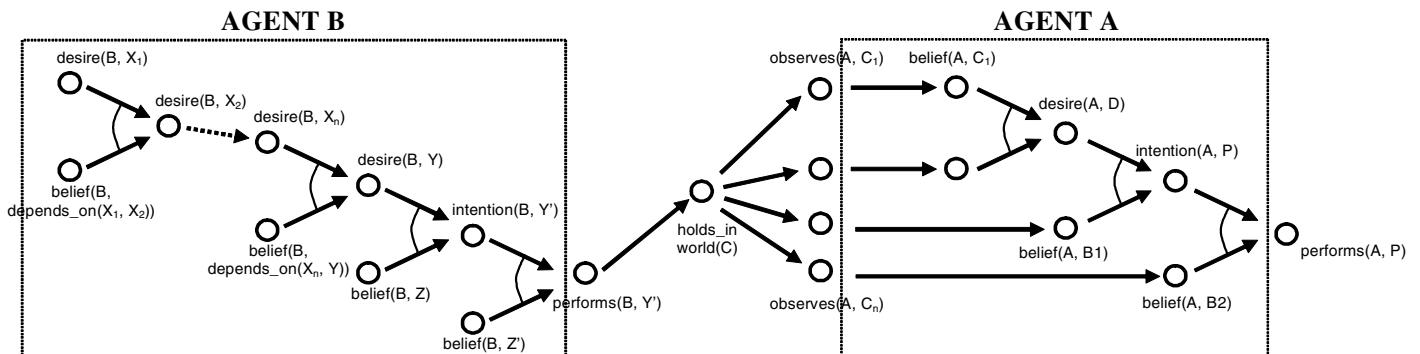 AGENT B
AGENT A
desire(B, X1)
desire(B, X2)
desire(B, Xn)
desire(B, Y)
intention(B, Y')
belief(B,
depends_on(X1, X2))
belief(B,
depends_on(Xn, Y))
belief(B, Z)
belief(B, Z')
performs(B, Y')
holds_in
world(C)
observes(A, C1)
observes(A, Cn)
belief(A, C1)
desire(A, D)
intention(A, P)
belief(A, B1)
belief(A, B2)
performs(A, P)